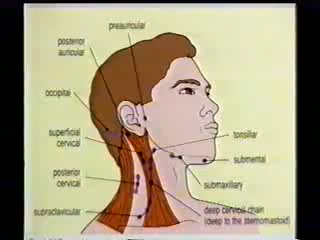 preauricular
posterior
auricular
occipital
superficial
cervical
tonsillar
submental
posterior
cervical
submaxillary
supraclavicular
deep cervical chain
(deep to the sternomastoid)